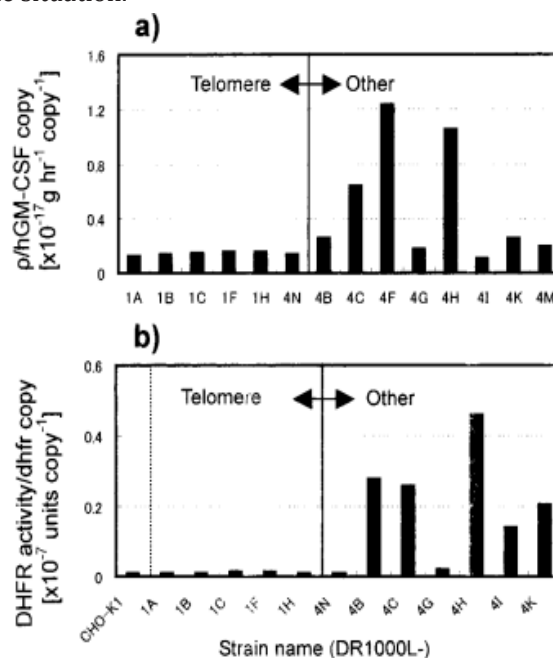 situation.
a)
Telomere Other
ρ/hGM-CSF copy
[x10⁻¹⁷g hr⁻¹ copy⁻¹]
1.6
1.2
0.8
0.4
0
1A 1B 1C 1F 1H 4N 4B 4C 4F 4G 4H 4I 4K 4M
b)
Telomere Other
DHFR activity/dhfr copy
[x10⁻⁷ units copy⁻¹]
0.6
0.4
0.2
0
CHO-K1 1A 1B 1C 1F 1H 4N 4B 4C 4G 4H 4I 4K
Strain name (DR1000L-)